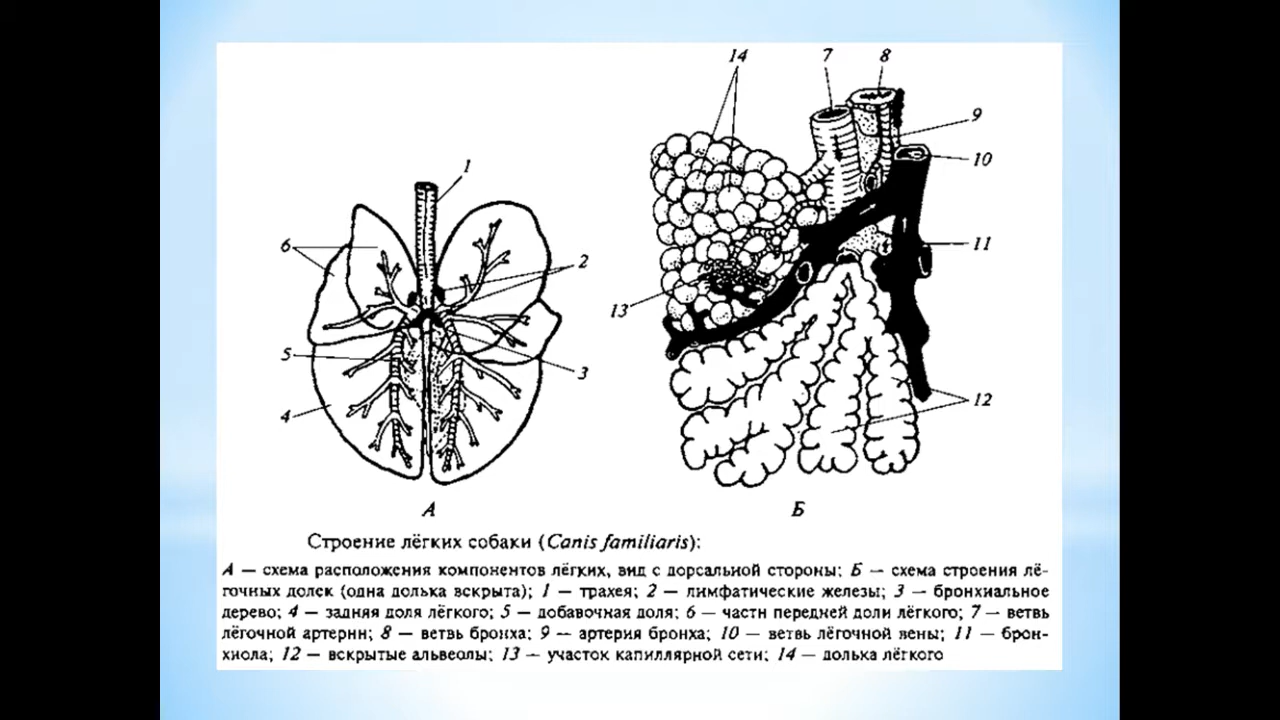 14 7 8
9
1 10
6 2 11
13
5 3
4 12
А Б
Строение лёгких собаки (Canis familiaris):
А — схема расположения компонентов лёгких, вид с дорсальной стороны; Б — схема строения лё-
гочных долек (одна долька вскрыта); 1 — трахея; 2 — лимфатические железы; 3 — бронхиальное
дерево; 4 — задняя доля лёгкого; 5 — добавочная доля; 6 — части передней доли лёгкого; 7 — ветвь
лёгочной артерии; 8 — ветвь бронха; 9 — артерия бронха; 10 — ветвь лёгочной вены; 11 — брон-
хиола; 12 — вскрытые альвеолы; 13 — участок капиллярной сети; 14 — долька лёгкого